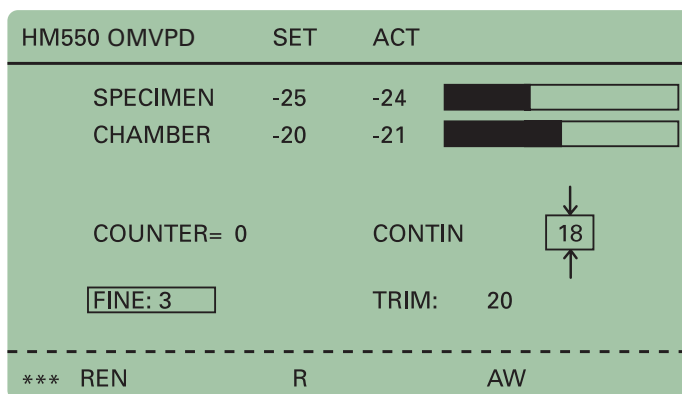 HM550 OMVPD SET ACT
SPECIMEN -25 -24
CHAMBER -20 -21
COUNTER= 0 CONTIN 18
FINE: 3 TRIM: 20
*** REN R AW